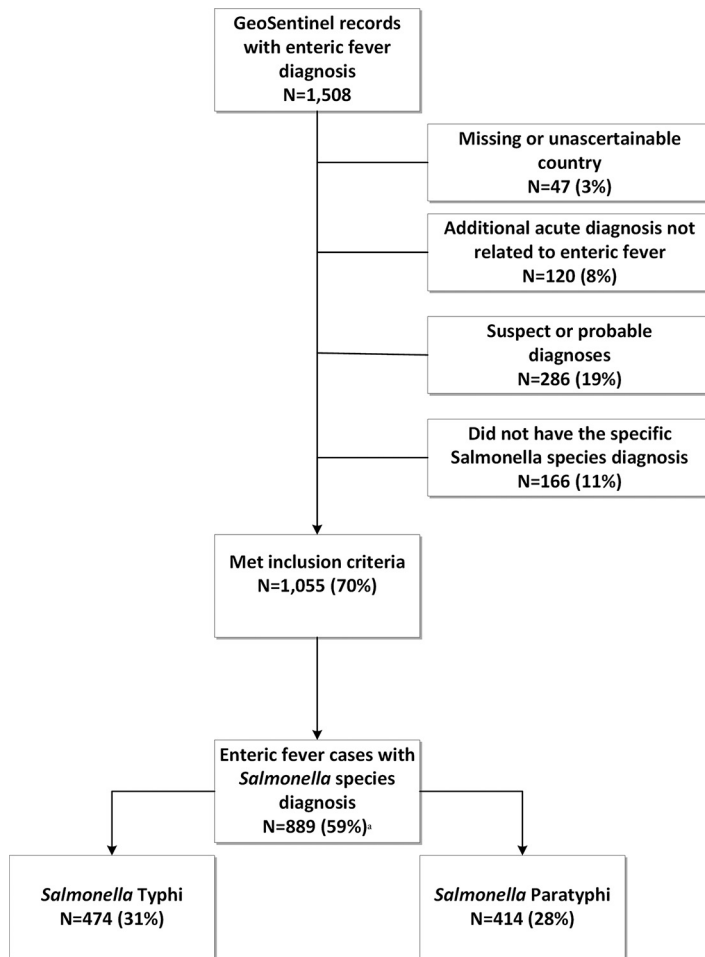 GeoSentinel records
with enteric fever
diagnosis
N=1,508
Missing or unascertainable
country
N=47 (3%)
Additional acute diagnosis not
related to enteric fever
N=120 (8%)
Suspect or probable
diagnoses
N=286 (19%)
Did not have the specific
Salmonella species diagnosis
N=166 (11%)
Met inclusion criteria
N=1,055 (70%)
Enteric fever cases with
Salmonella species
diagnosis
N=889 (59%)ᵃ
Salmonella Typhi
N=474 (31%)
Salmonella Paratyphi
N=414 (28%)